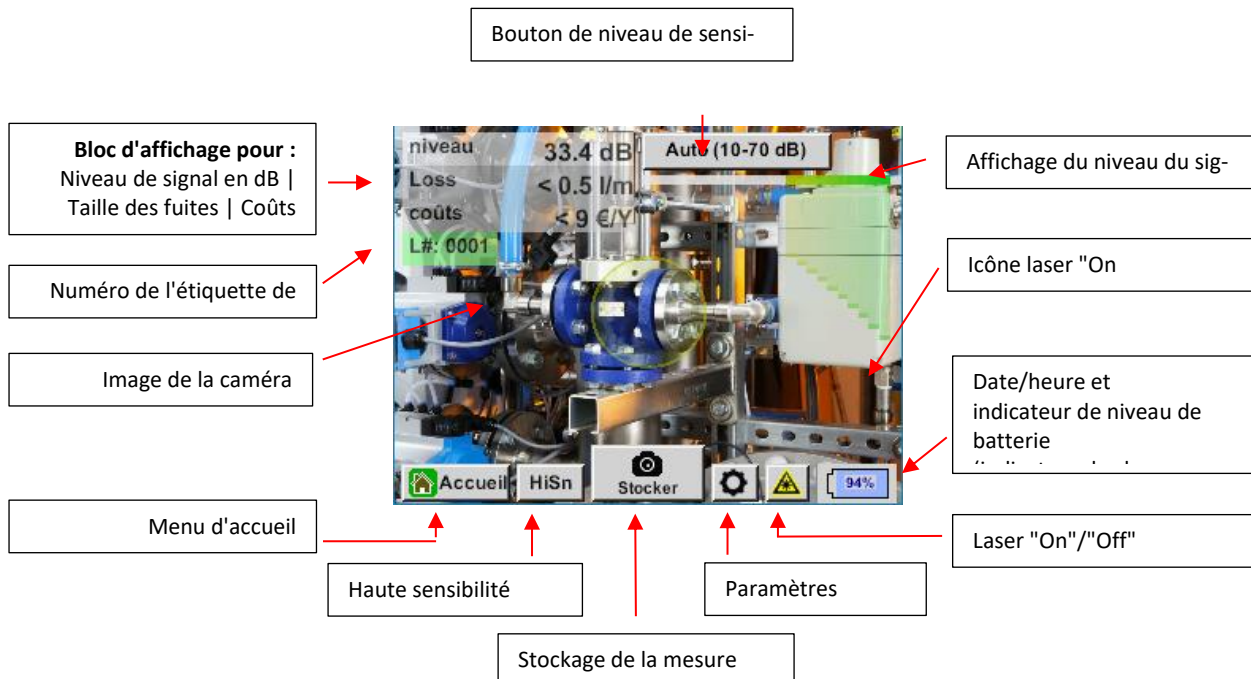 Bouton de niveau de sensi-
Bloc d'affichage pour :
Niveau de signal en dB |
Taille des fuites | Coûts
Numéro de l'étiquette de
Image de la caméra
Menu d'accueil
niveau 33.4 dB
Loss < 0.5 l/m
coûts < 9 €/Y
L#: 0001
Auto (10-70 dB)
Accueil
HiSn
Stocker
94%
Affichage du niveau du sig-
Icône laser "On
Date/heure et
indicateur de niveau de
batterie
Laser "On"/"Off"
Haute sensibilité
Paramètres
Stockage de la mesure